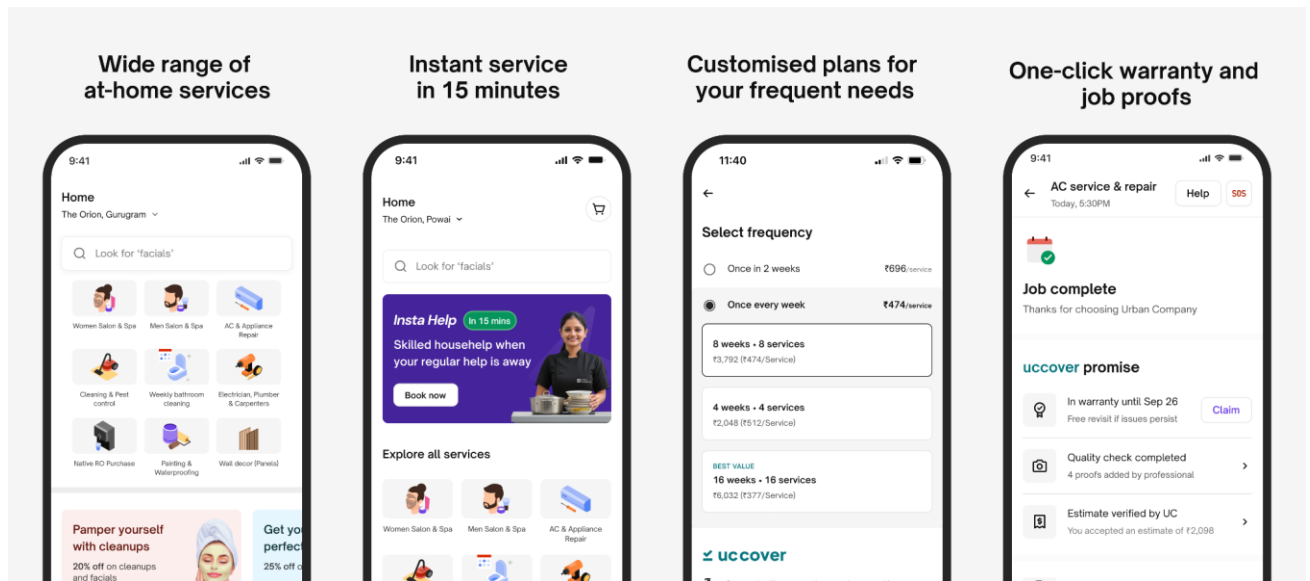 Wide range of
at-home services
9:41
Home
The Orion, Gurugram
Look for 'facials'
Women Salon & Spa
Men Salon & Spa
AC & Appliance
Repair
Cleaning & Pest
control
Weekly bathroom
cleaning
Electrician, Plumber
& Carpenters
Native RO Purchase
Painting &
Waterproofing
Wall decor (Panels)
Pamper yourself
with cleanups
20% off on cleanups
and facials
Get you
perfec
25% off o
Instant service
in 15 minutes
9:41
Home
The Orion, Powai
Look for 'facials'
Insta Help In 15 mins
Skilled househelp when
your regular help is away
Book now
Explore all services
Women Salon & Spa
Men Salon & Spa
AC & Appliance
Repair
Customised plans for
your frequent needs
11:40
Select frequency
Once in 2 weeks ₹696/service
Once every week ₹474/service
8 weeks • 8 services
₹3,792 (₹474/Service)
4 weeks • 4 services
₹2,048 (₹512/Service)
BEST VALUE
16 weeks • 16 services
₹6,032 (₹377/Service)
uccover
One-click warranty and
job proofs
9:41
AC service & repair
Today, 5:30PM
Help
SOS
Job complete
Thanks for choosing Urban Company
uccover promise
In warranty until Sep 26
Free revisit if issues persist
Claim
Quality check completed
4 proofs added by professional
Estimate verified by UC
You accepted an estimate of ₹2,098